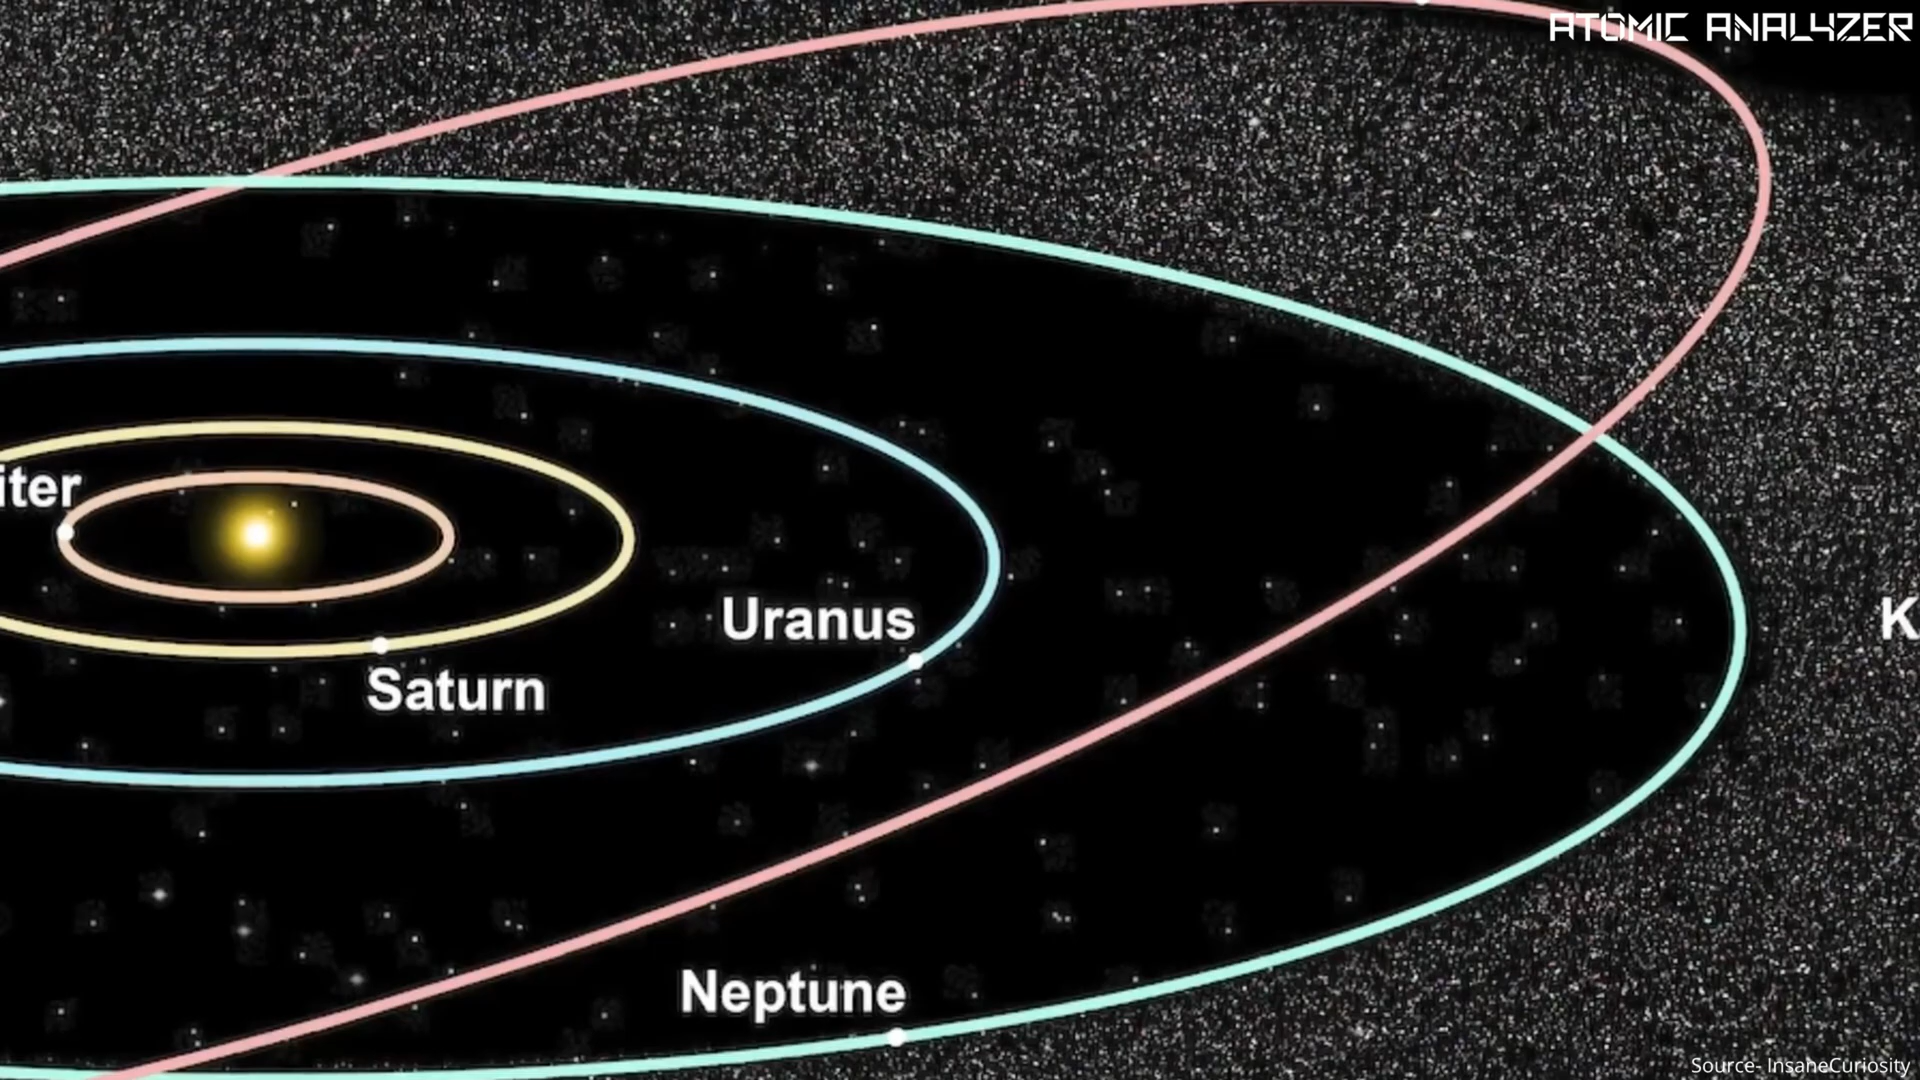 ATOMIC ANALYZER
iter
Uranus
K
Saturn
Neptune
Source- InsaneCuriosity